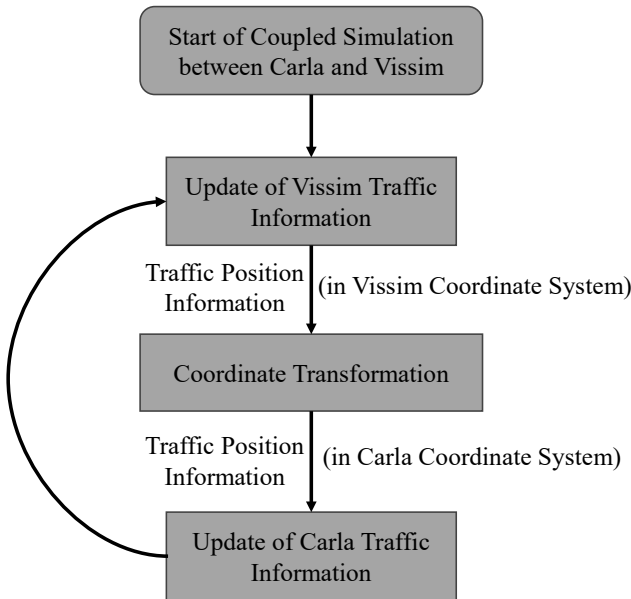 Start of Coupled Simulation
between Carla and Vissim
Update of Vissim Traffic
Information
Traffic Position
Information
(in Vissim Coordinate System)
Coordinate Transformation
Traffic Position
Information
(in Carla Coordinate System)
Update of Carla Traffic
Information